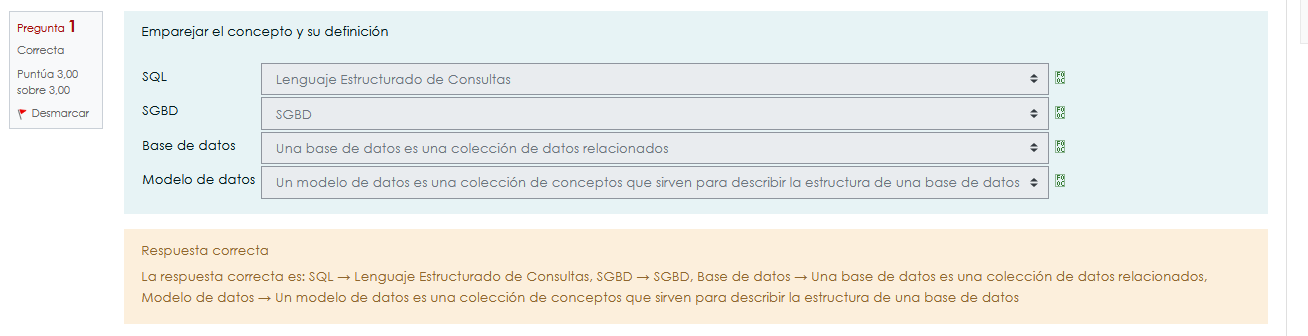 Pregunta 1
Correcta
Puntúa 3,00
sobre 3,00
Desmarcar
Emparejar el concepto y su definición
SQL
Lenguaje Estructurado de Consultas
SGBD
SGBD
Base de datos
Una base de datos es una colección de datos relacionados
Modelo de datos
Un modelo de datos es una colección de conceptos que sirven para describir la estructura de una base de datos
Respuesta correcta
La respuesta correcta es: SQL → Lenguaje Estructurado de Consultas, SGBD → SGBD, Base de datos → Una base de datos es una colección de datos relacionados,
Modelo de datos → Un modelo de datos es una colección de conceptos que sirven para describir la estructura de una base de datos